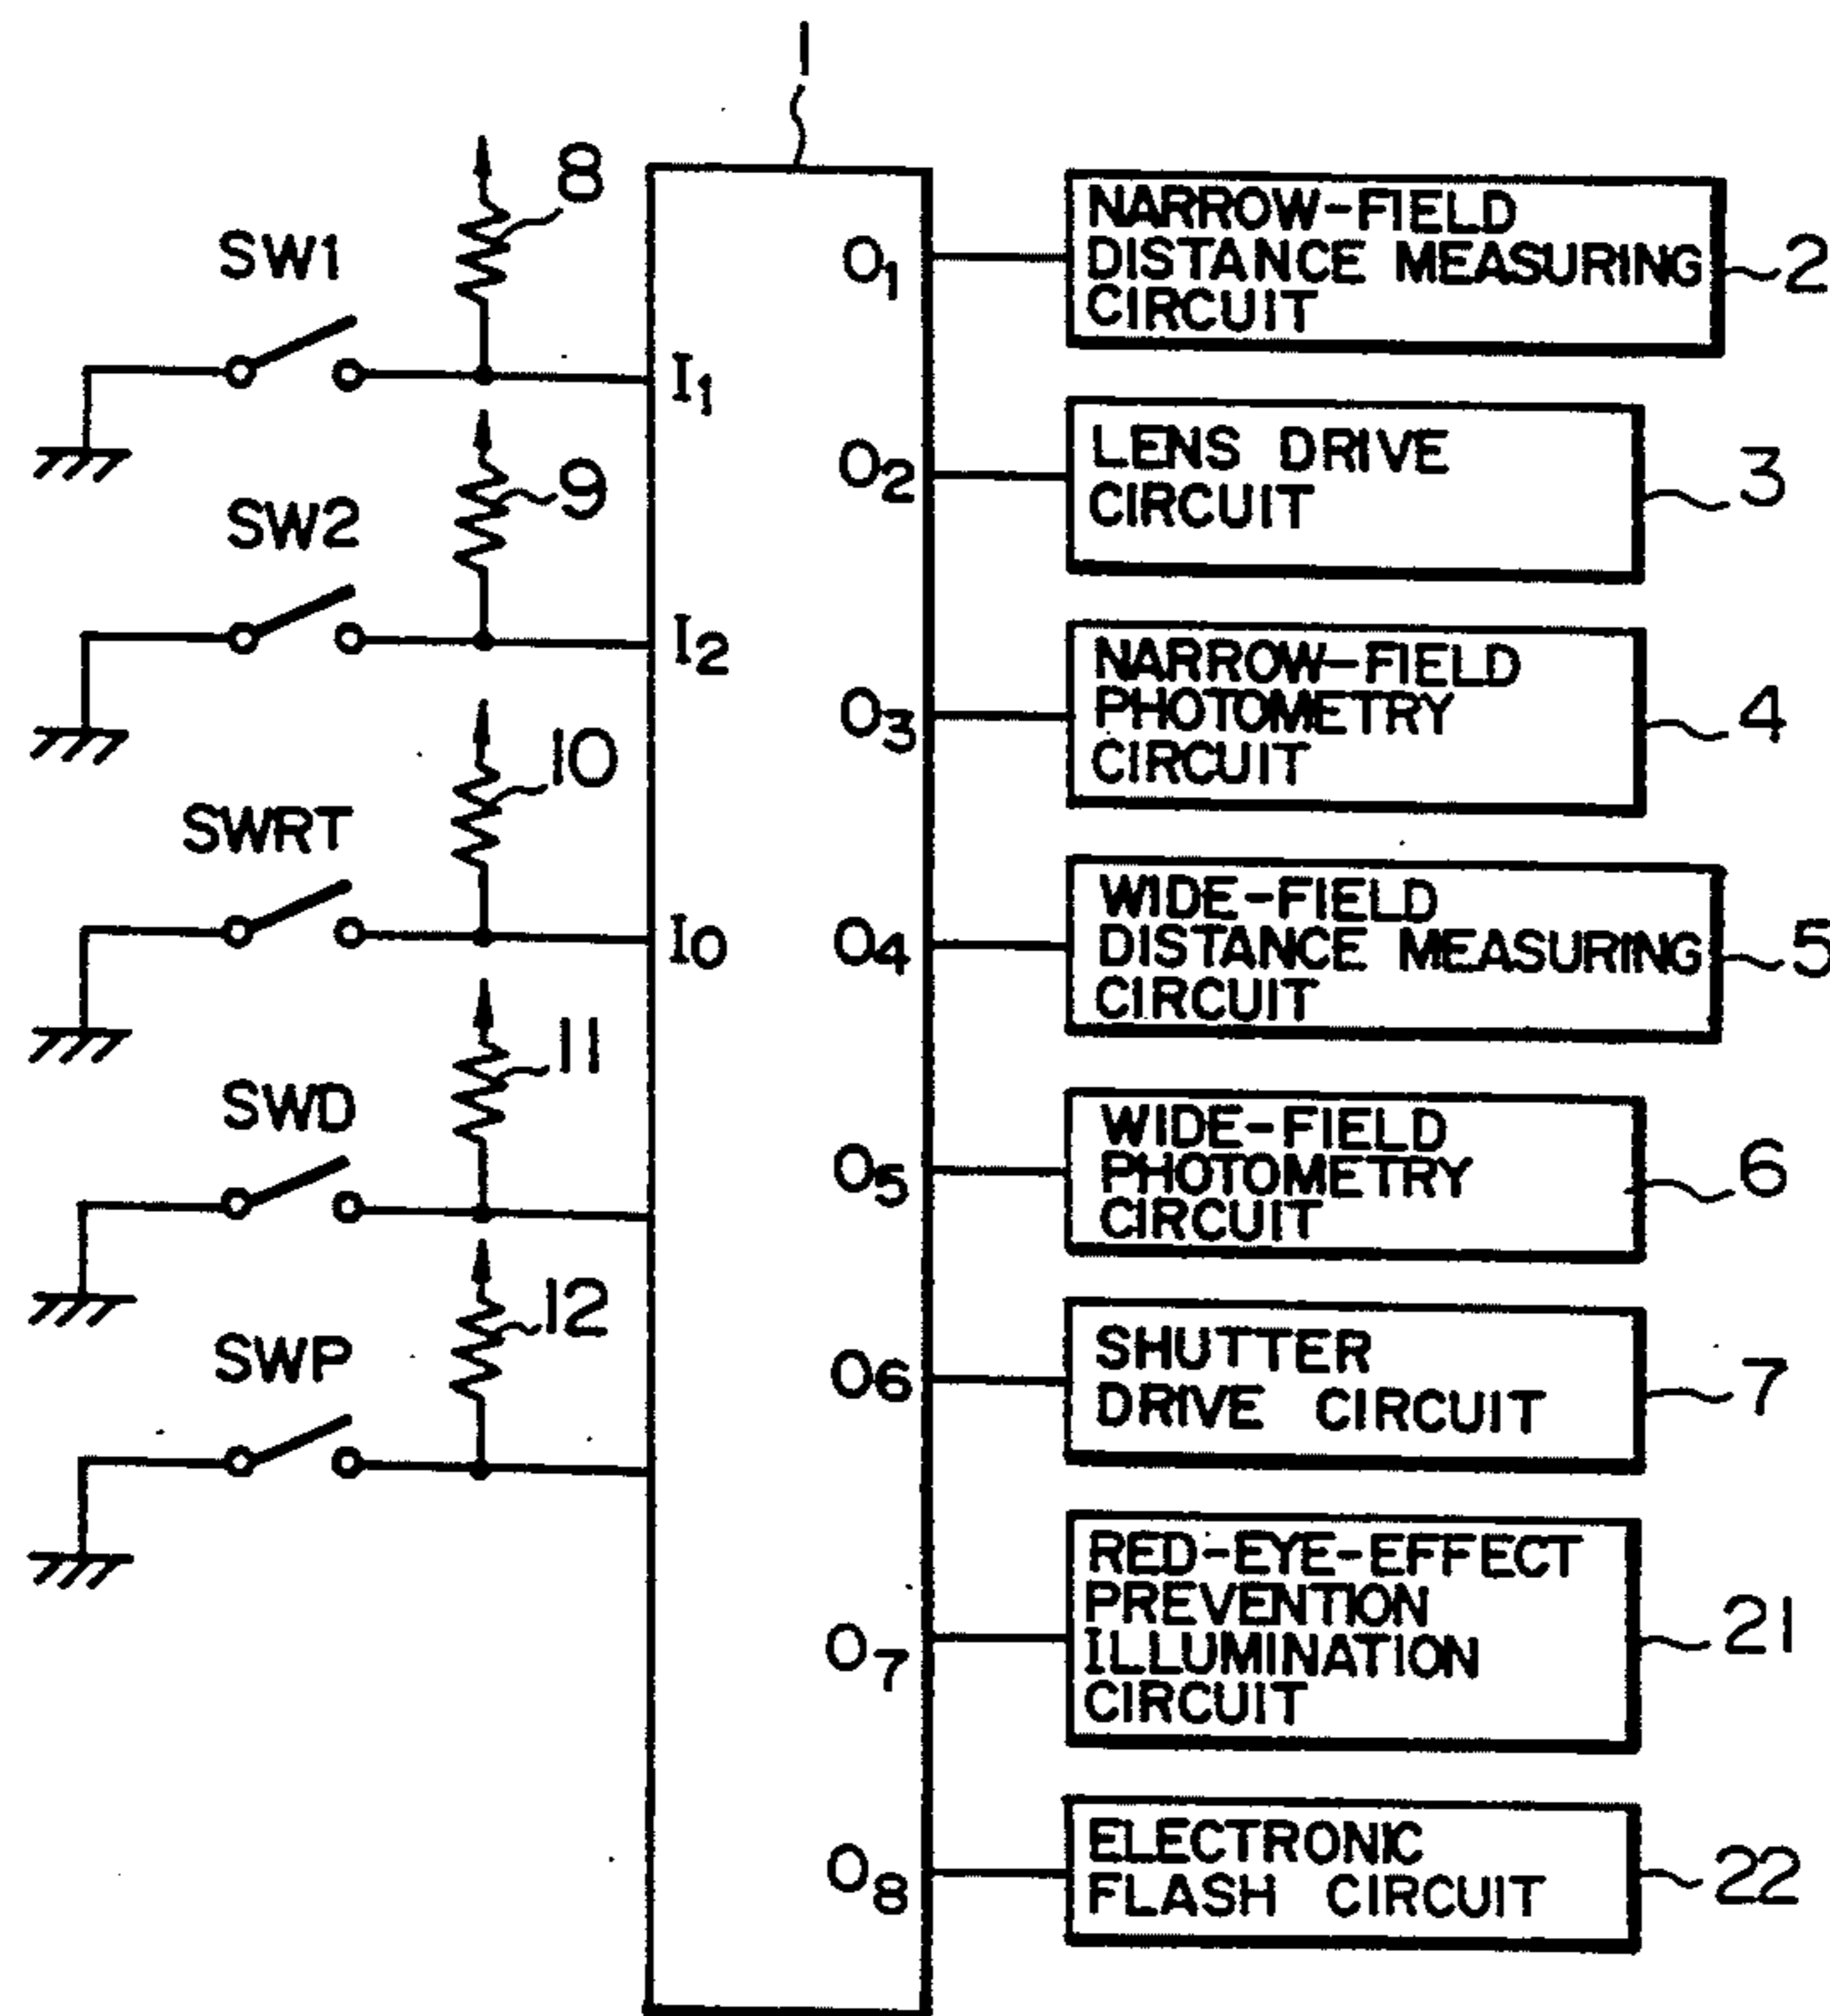 1
8
SW1
I1
9
SW2
I2
10
SWRT
I0
11
SWD
12
SWP
O1
NARROW-FIELD
DISTANCE MEASURING
CIRCUIT
2
O2
LENS DRIVE
CIRCUIT
3
O3
NARROW-FIELD
PHOTOMETRY
CIRCUIT
4
O4
WIDE-FIELD
DISTANCE MEASURING
CIRCUIT
5
O5
WIDE-FIELD
PHOTOMETRY
CIRCUIT
6
O6
SHUTTER
DRIVE CIRCUIT
7
O7
RED-EYE-EFFECT
PREVENTION
ILLUMINATION
CIRCUIT
21
O8
ELECTRONIC
FLASH CIRCUIT
22